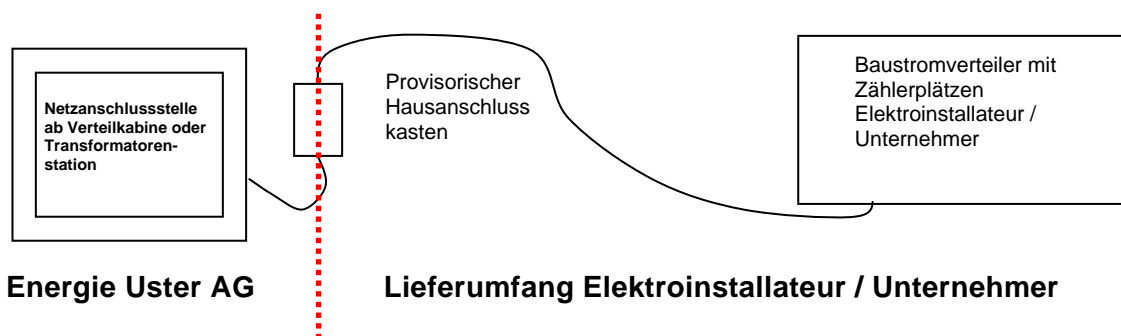 Netzanschlussstelle
ab Verteilkabine oder
Transformatoren-
station
Provisorischer
Hausanschluss
kasten
Baustromverteiler mit
Zählerplätzen
Elektroinstallateur /
Unternehmer
Energie Uster AG
Lieferumfang Elektroinstallateur / Unternehmer